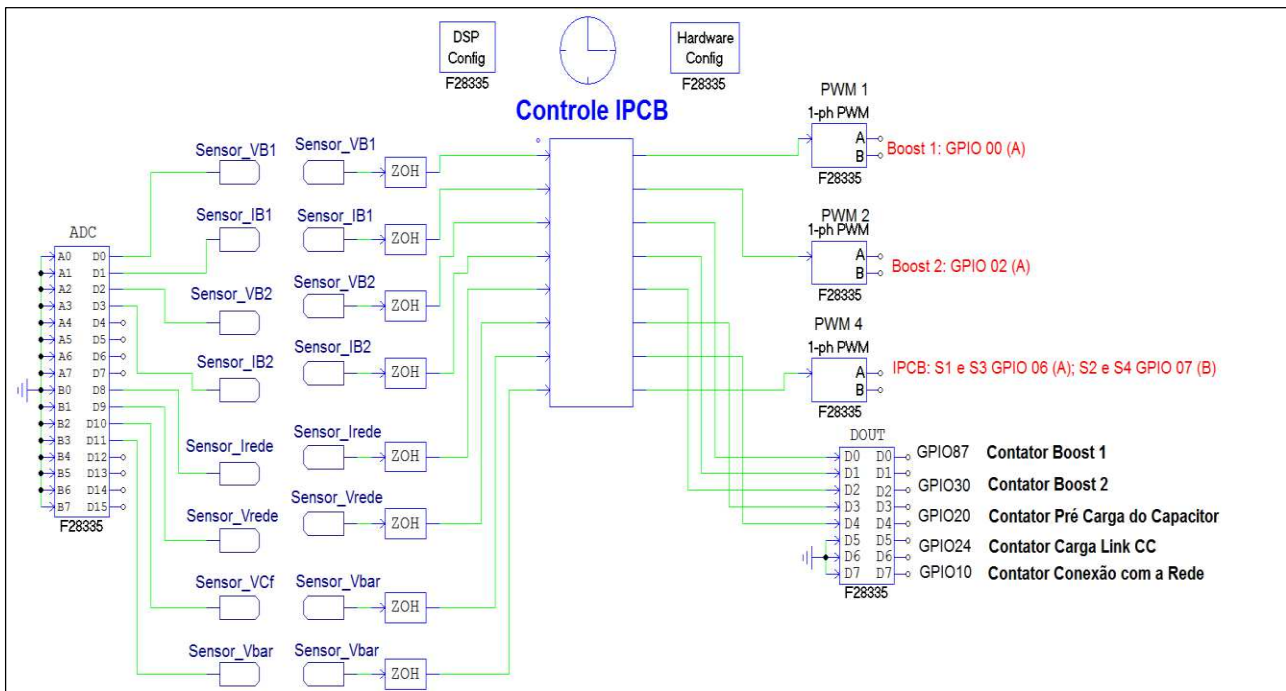 DSP
Config
F28335
Hardware
Config
F28335
Controle IPCB
Sensor_VB1
Sensor_IB1
Sensor_VB2
Sensor_IB2
Sensor_Irede
Sensor_Vrede
Sensor_VCf
Sensor_Vbar
Sensor_VB1
ZOH
Sensor_IB1
ZOH
Sensor_VB2
ZOH
Sensor_IB2
ZOH
Sensor_Irede
ZOH
Sensor_Vrede
ZOH
Sensor_Vbar
ZOH
Sensor_Vbar
ZOH
ADC
A0 D0
A1 D1
A2 D2
A3 D3
A4 D4
A5 D5
A6 D6
A7 D7
B0 D8
B1 D9
B2 D10
B3 D11
B4 D12
B5 D13
B6 D14
B7 D15
F28335
PWM 1
1-ph PWM
A
B
F28335
Boost 1: GPIO 00 (A)
PWM 2
1-ph PWM
A
B
F28335
Boost 2: GPIO 02 (A)
PWM 4
1-ph PWM
A
B
F28335
IPCB: S1 e S3 GPIO 06 (A); S2 e S4 GPIO 07 (B)
DOUT
D0 D0
D1 D1
D2 D2
D3 D3
D4 D4
D5 D5
D6 D6
D7 D7
F28335
GPIO87 Contator Boost 1
GPIO30 Contator Boost 2
GPIO20 Contator Pré Carga do Capacitor
GPIO24 Contator Carga Link CC
GPIO10 Contator Conexão com a Rede